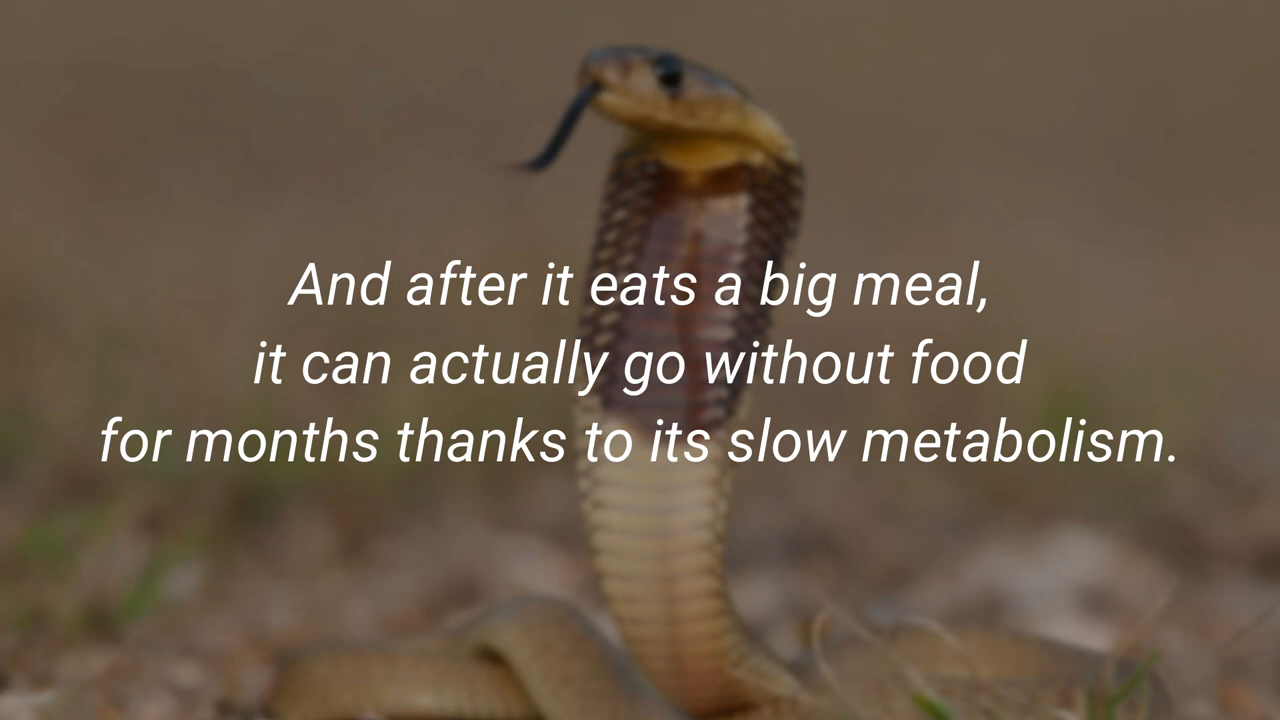 And after it eats a big meal,
it can actually go without food
for months thanks to its slow metabolism.